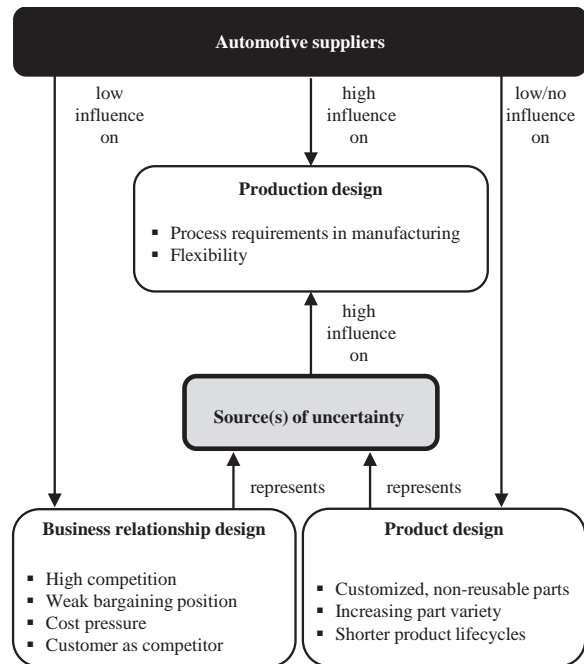 Automotive suppliers
low
influence
on
high
influence
on
low/no
influence
on
Production design
▪ Process requirements in manufacturing
▪ Flexibility
high
influence
on
Source(s) of uncertainty
represents
represents
Business relationship design
▪ High competition
▪ Weak bargaining position
▪ Cost pressure
▪ Customer as competitor
Product design
▪ Customized, non-reusable parts
▪ Increasing part variety
▪ Shorter product lifecycles